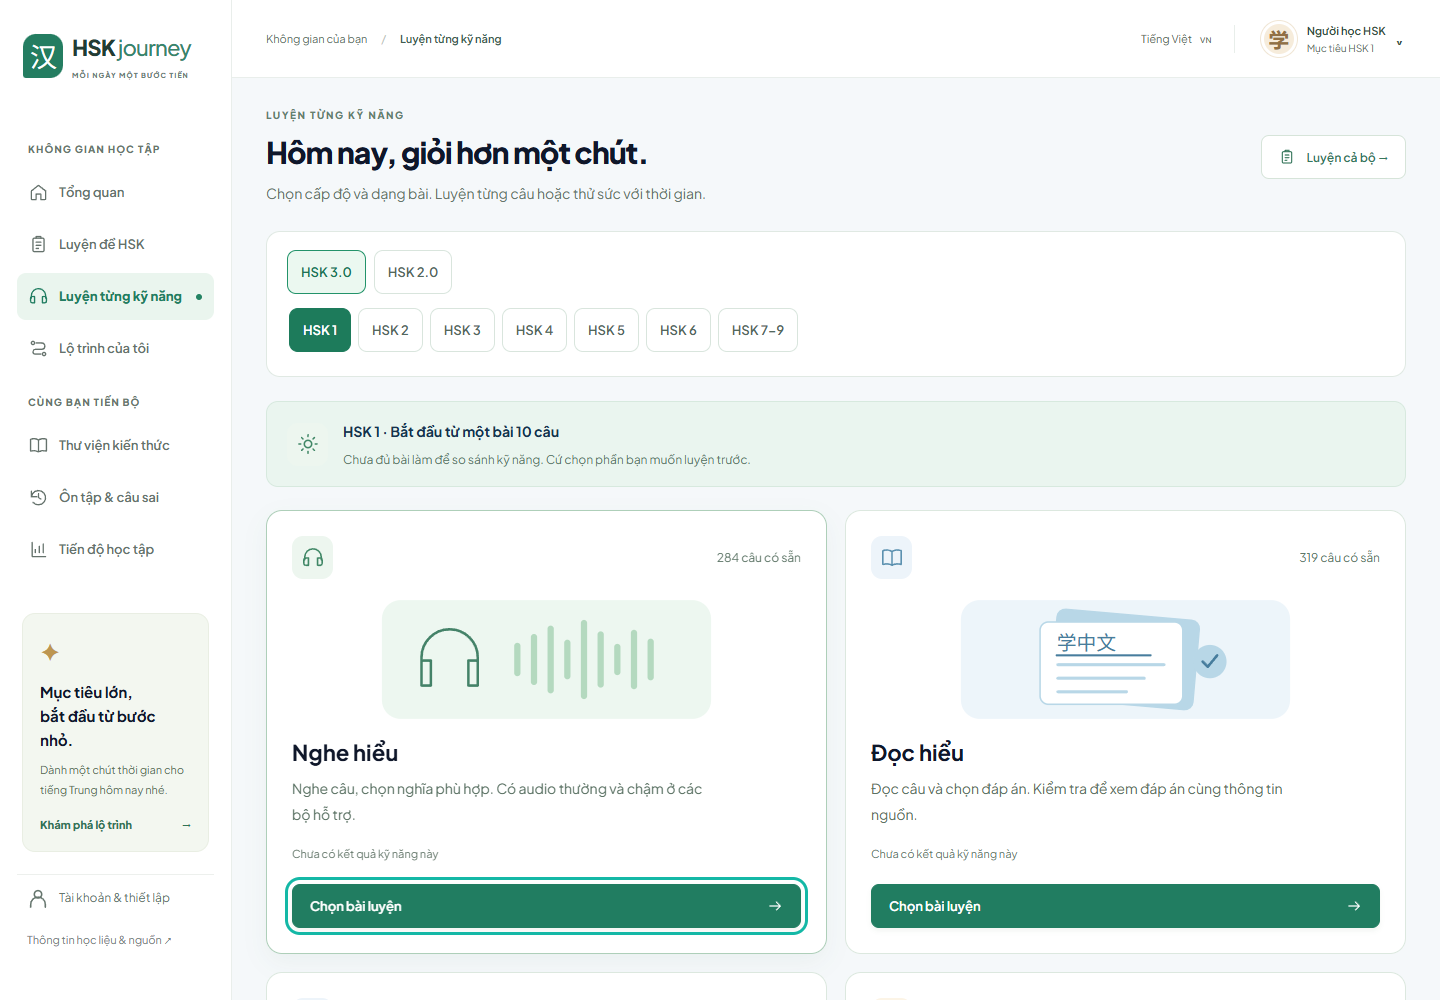 汉
HSK journey
MỖI NGÀY MỘT BƯỚC TIẾN
KHÔNG GIAN HỌC TẬP
Tổng quan
Luyện đề HSK
Luyện từng kỹ năng
Lộ trình của tôi
CÙNG BẠN TIẾN BỘ
Thư viện kiến thức
Ôn tập & câu sai
Tiến độ học tập
Mục tiêu lớn,
bắt đầu từ bước
nhỏ.
Dành một chút thời gian cho
tiếng Trung hôm nay nhé.
Khám phá lộ trình →
Tài khoản & thiết lập
Thông tin học liệu & nguồn ↗
Không gian của bạn / Luyện từng kỹ năng
Tiếng Việt VN
学
Người học HSK
Mục tiêu HSK 1
LUYỆN TỪNG KỸ NĂNG
Hôm nay, giỏi hơn một chút.
Chọn cấp độ và dạng bài. Luyện từng câu hoặc thử sức với thời gian.
Luyện cả bộ →
HSK 3.0 HSK 2.0
HSK 1 HSK 2 HSK 3 HSK 4 HSK 5 HSK 6 HSK 7–9
HSK 1 · Bắt đầu từ một bài 10 câu
Chưa đủ bài làm để so sánh kỹ năng. Cứ chọn phần bạn muốn luyện trước.
284 câu có sẵn
Nghe hiểu
Nghe câu, chọn nghĩa phù hợp. Có audio thường và chậm ở các
bộ hỗ trợ.
Chưa có kết quả kỹ năng này
Chọn bài luyện →
319 câu có sẵn
学中文
Đọc hiểu
Đọc câu và chọn đáp án. Kiểm tra để xem đáp án cùng thông tin
nguồn.
Chưa có kết quả kỹ năng này
Chọn bài luyện →